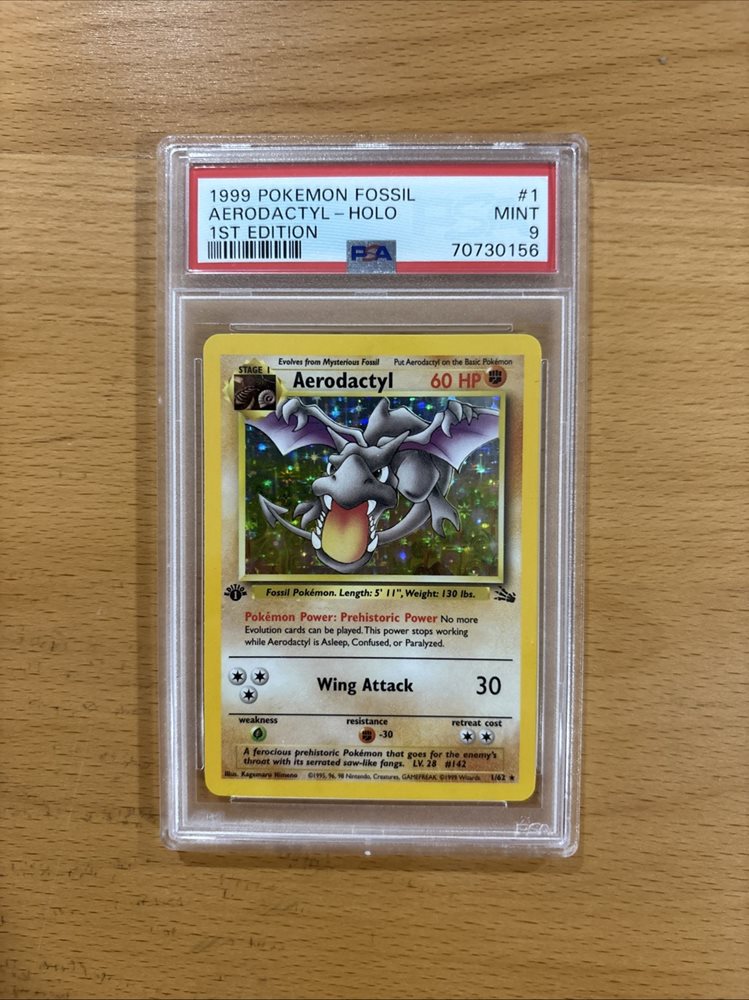 1999 POKEMON FOSSIL #1
AERODACTYL – HOLO MINT
1ST EDITION 9
PSA 70730156
Evolves from Mysterious Fossil Put Aerodactyl on the Basic Pokémon
STAGE 1
Aerodactyl 60 HP
EDITION
1
Fossil Pokémon. Length: 5' 11", Weight: 130 lbs.
Pokémon Power: Prehistoric Power No more
Evolution cards can be played. This power stops working
while Aerodactyl is Asleep, Confused, or Paralyzed.
Wing Attack 30
weakness resistance retreat cost
-30
A ferocious prehistoric Pokémon that goes for the enemy's
throat with its serrated saw-like fangs. LV. 28 #142
Illus. Kagemaru Himeno ©1995, 96, 98 Nintendo, Creatures, GAMEFREAK. ©1999 Wizards. 1/62 ★
PSA